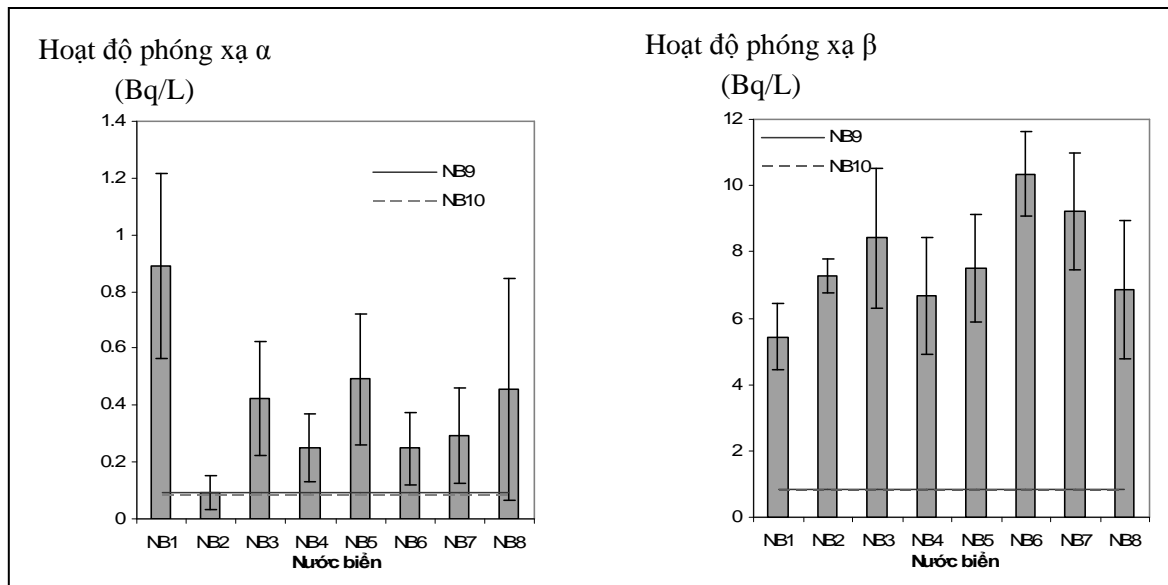 Hoạt độ phóng xạ α
(Bq/L)
1.4
1.2
1
0.8
0.6
0.4
0.2
0
NB9
NB10
NB1 NB2 NB3 NB4 NB5 NB6 NB7 NB8
Nước biển
Hoạt độ phóng xạ β
(Bq/L)
12
10
8
6
4
2
0
NB9
NB10
NB1 NB2 NB3 NB4 NB5 NB6 NB7 NB8
Nước biển